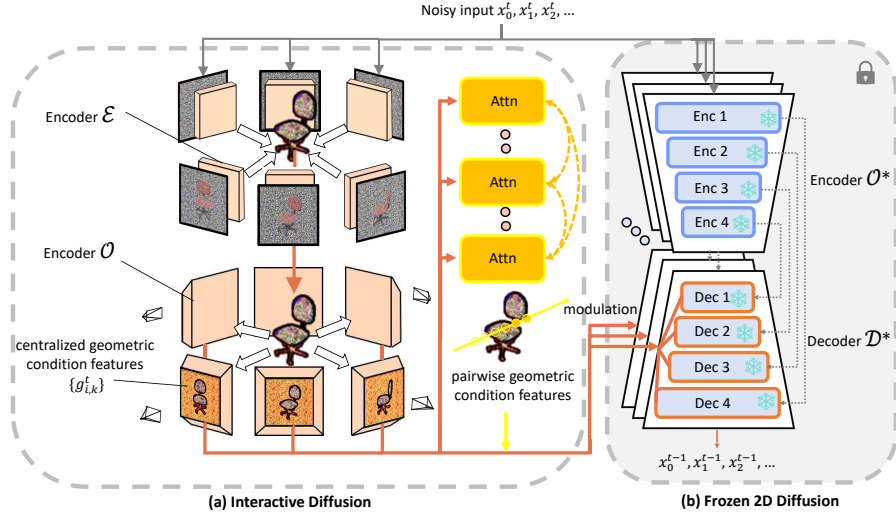 Noisy input $x_0^t, x_1^t, x_2^t$, ...
Encoder $\mathcal{E}$
Encoder $\mathcal{O}$
centralized geometric
condition features
$\{g_{i,k}^t\}$
Attn
Attn
Attn
modulation
pairwise geometric
condition features
(a) Interactive Diffusion
Enc 1
Enc 2
Enc 3
Enc 4
Encoder $\mathcal{O}*$
Dec 1
Dec 2
Dec 3
Dec 4
Decoder $\mathcal{D}*$
$x_0^{t-1}, x_1^{t-1}, x_2^{t-1}$, ...
(b) Frozen 2D Diffusion